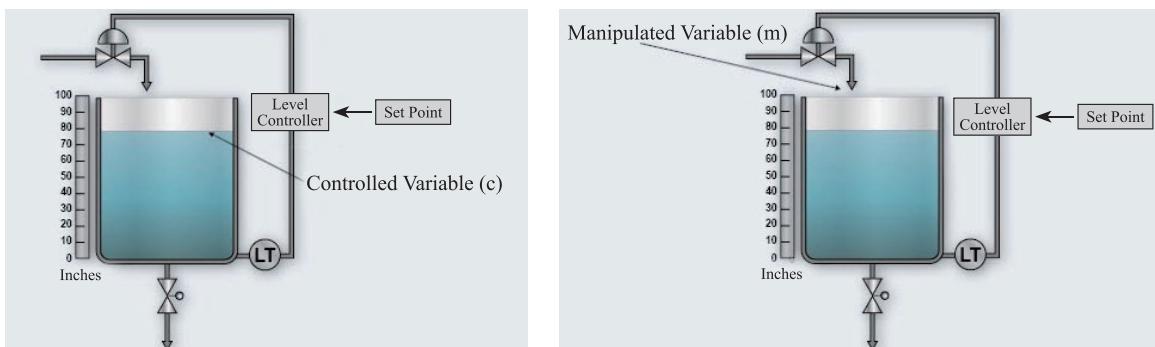 100
90
80
70
60
50
40
30
20
10
0
Inches
Level
Controller
Set Point
Controlled Variable (c)
LT
Manipulated Variable (m)
100
90
80
70
60
50
40
30
20
10
0
Inches
Level
Controller
Set Point
LT